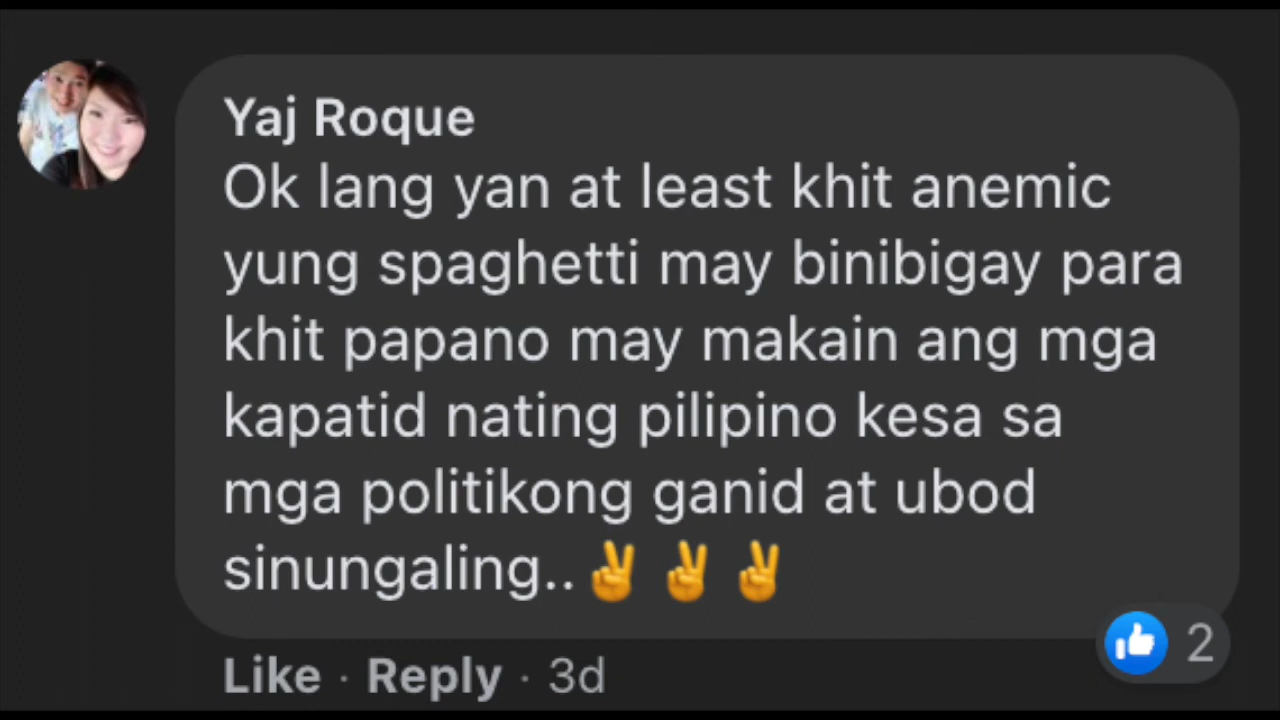 Yaj Roque
Ok lang yan at least khit anemic
yung spaghetti may binibigay para
khit papano may makain ang mga
kapatid nating pilipino kesa sa
mga politikong ganid at ubod
sinungaling..✌️✌️✌️
2
Like · Reply · 3d